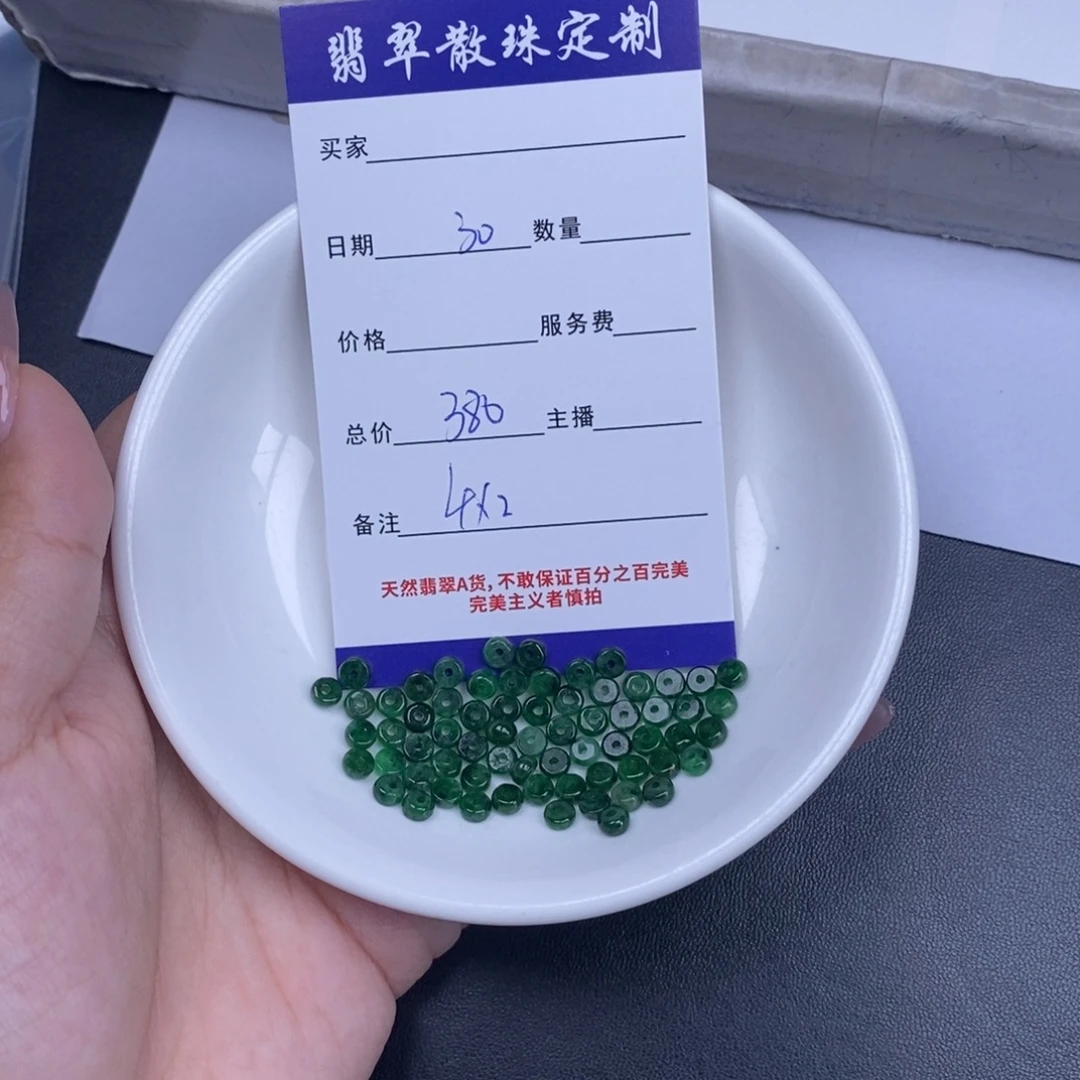 翡翠散珠定制
买家
日期 30 数量
价格 服务费
总价 380 主播
备注 4x2
天然翡翠A货,不敢保证百分之百完美
完美主义者慎拍